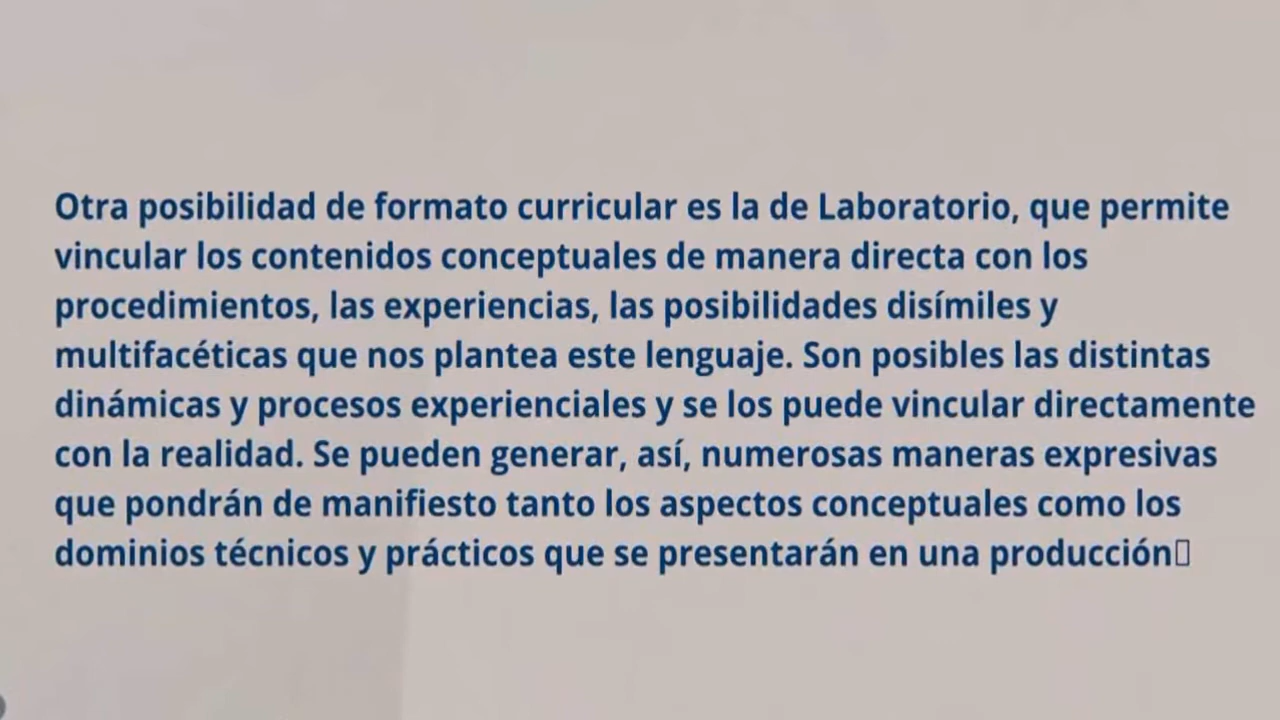 Otra posibilidad de formato curricular es la de Laboratorio, que permite
vincular los contenidos conceptuales de manera directa con los
procedimientos, las experiencias, las posibilidades disímiles y
multifacéticas que nos plantea este lenguaje. Son posibles las distintas
dinámicas y procesos experienciales y se los puede vincular directamente
con la realidad. Se pueden generar, así, numerosas maneras expresivas
que pondrán de manifiesto tanto los aspectos conceptuales como los
dominios técnicos y prácticos que se presentarán en una producción